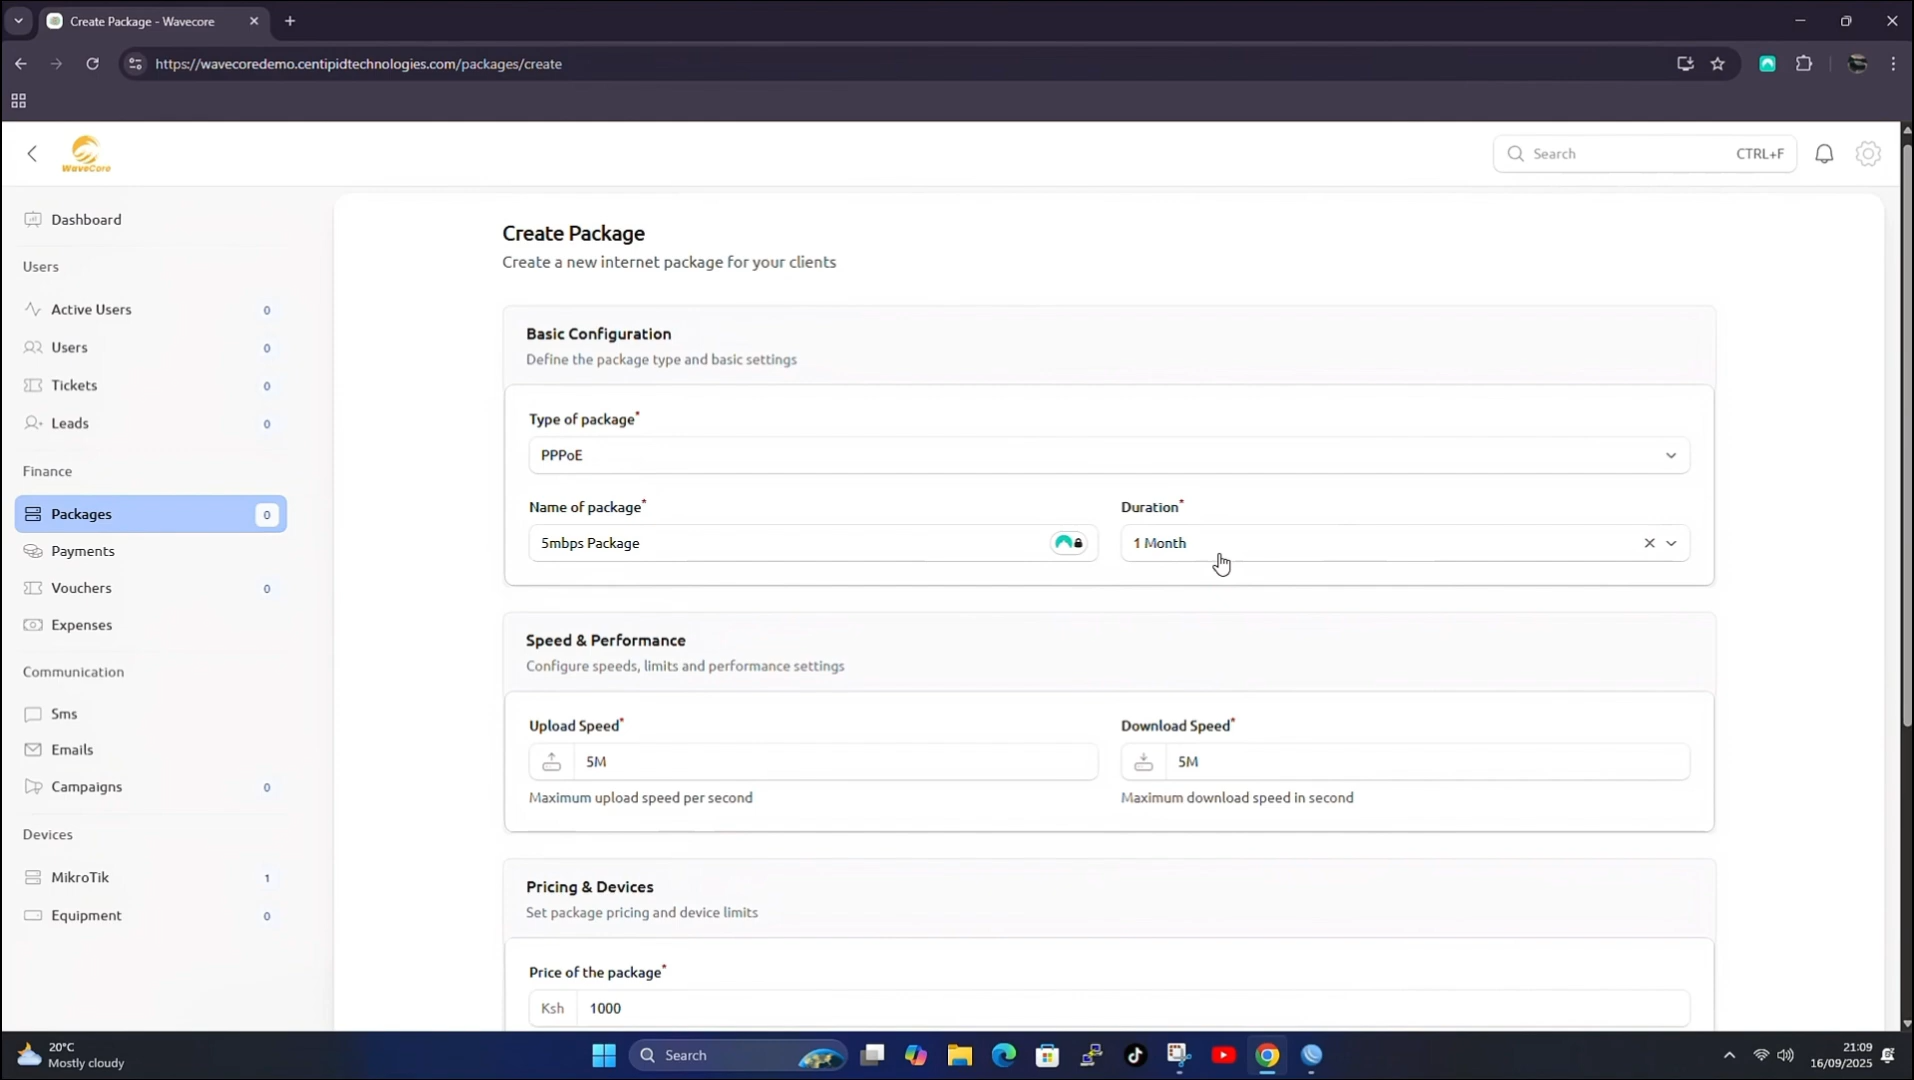 Create Package - Wavecore
https://wavecoredemo.centipidtechnologies.com/packages/create
WaveCore
Search CTRL+F
Dashboard
Users
Active Users 0
Users 0
Tickets 0
Leads 0
Finance
Packages 0
Payments
Vouchers 0
Expenses
Communication
Sms
Emails
Campaigns 0
Devices
MikroTik 1
Equipment 0
Create Package
Create a new internet package for your clients
Basic Configuration
Define the package type and basic settings
Type of package*
PPPoE
Name of package* Duration*
5mbps Package 1 Month
Speed & Performance
Configure speeds, limits and performance settings
Upload Speed* Download Speed*
5M 5M
Maximum upload speed per second Maximum download speed in second
Pricing & Devices
Set package pricing and device limits
Price of the package*
Ksh 1000
20°C
Mostly cloudy
Search
21:09
16/09/2025